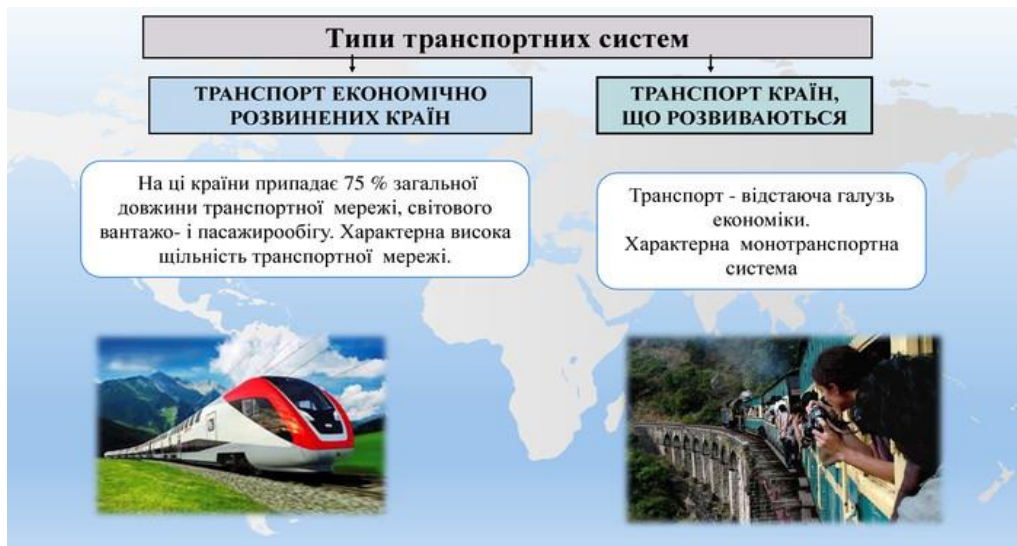 Типи транспортних систем
ТРАНСПОРТ ЕКОНОМІЧНО
РОЗВИНЕНИХ КРАЇН
ТРАНСПОРТ КРАЇН,
ЩО РОЗВИВАЮТЬСЯ
На ці країни припадає 75 % загальної
довжини транспортної мережі, світового
вантажо- і пасажирообігу. Характерна висока
щільність транспортної мережі.
Транспорт - відстаюча галузь
економіки.
Характерна монотранспортна
система